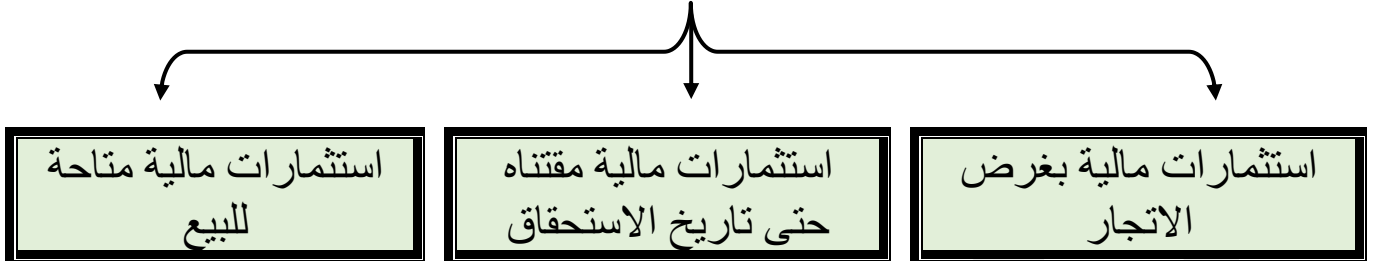 استثمارات مالية بغرض
الاتجار
استثمارات مالية مقتناه
حتى تاريخ الاستحقاق
استثمارات مالية متاحة
للبيع